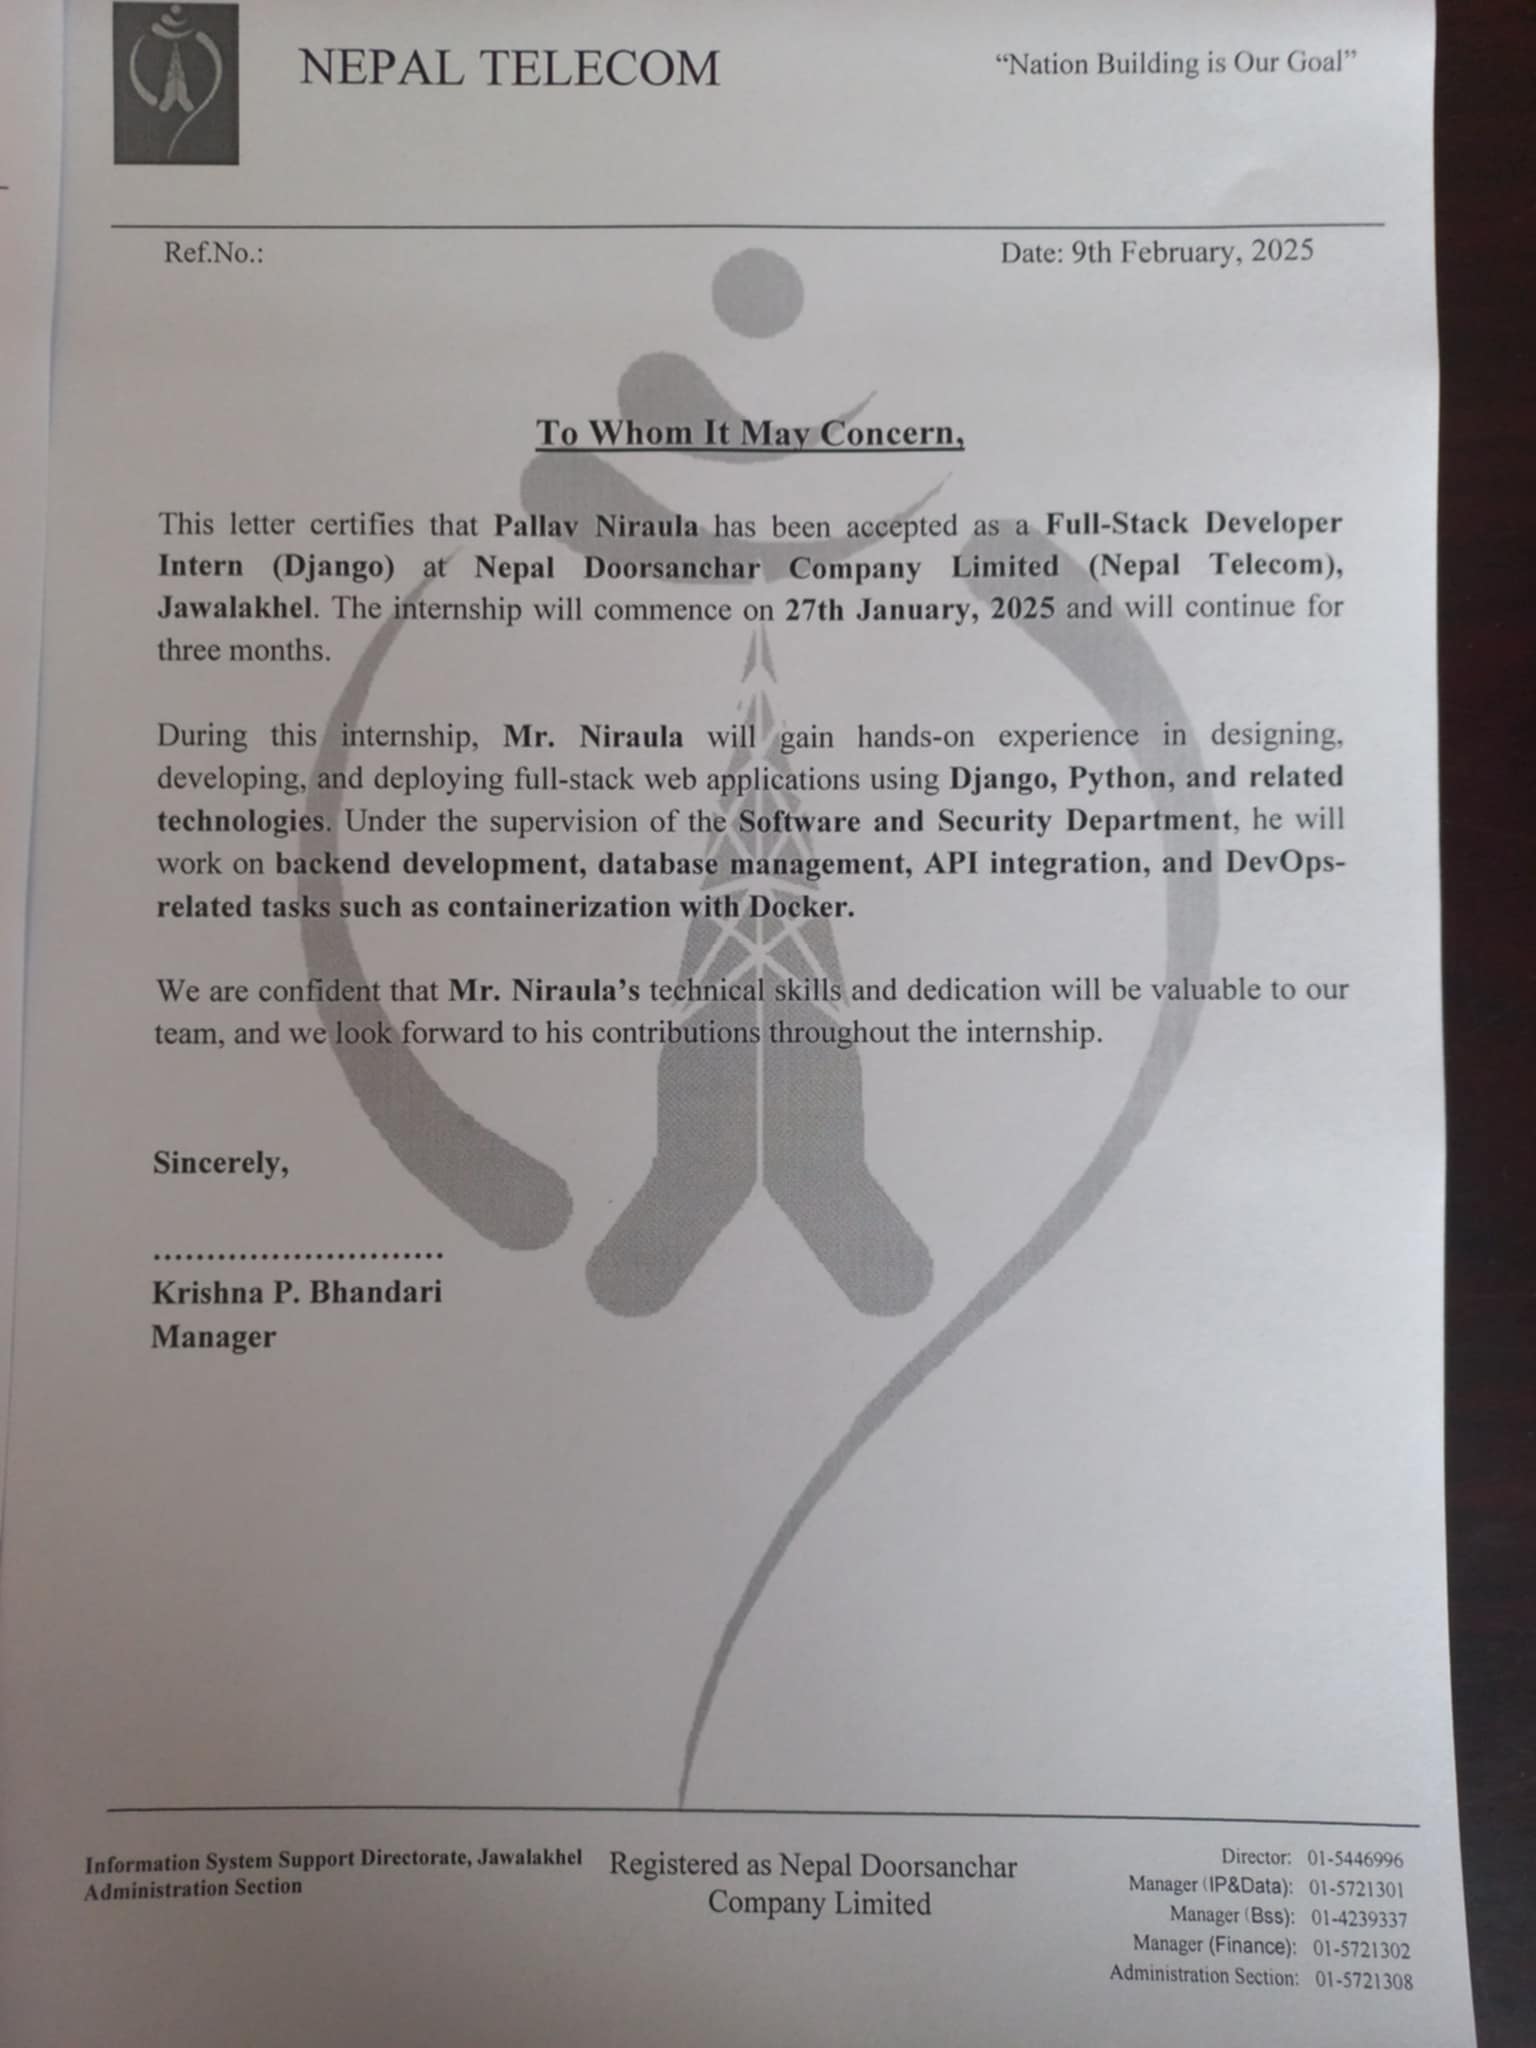 NEPAL TELECOM
“Nation Building is Our Goal”
Ref.No.:
Date: 9th February, 2025
To Whom It May Concern,
This letter certifies that Pallav Niraula has been accepted as a Full-Stack Developer
Intern (Django) at Nepal Doorsanchar Company Limited (Nepal Telecom),
Jawalakhel. The internship will commence on 27th January, 2025 and will continue for
three months.
During this internship, Mr. Niraula will gain hands-on experience in designing,
developing, and deploying full-stack web applications using Django, Python, and related
technologies. Under the supervision of the Software and Security Department, he will
work on backend development, database management, API integration, and DevOps-
related tasks such as containerization with Docker.
We are confident that Mr. Niraula’s technical skills and dedication will be valuable to our
team, and we look forward to his contributions throughout the internship.
Sincerely,
...........................
Krishna P. Bhandari
Manager
Information System Support Directorate, Jawalakhel
Administration Section
Registered as Nepal Doorsanchar
Company Limited
Director: 01-5446996
Manager (IP&Data): 01-5721301
Manager (Bss): 01-4239337
Manager (Finance): 01-5721302
Administration Section: 01-5721308